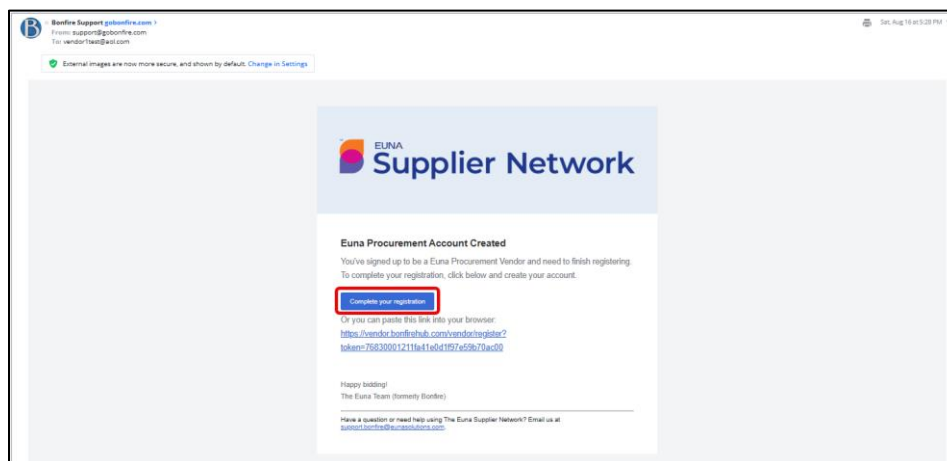 Bonfire Support gobonfire.com >
From: support@gobonfire.com
To: vendor1test@aol.com
Sat, Aug 16 at 3:28 PM
External images are now more secure, and shown by default. Change in Settings
EUNA
Supplier Network
Euna Procurement Account Created
You've signed up to be a Euna Procurement Vendor and need to finish registering.
To complete your registration, click below and create your account.
Complete your registration
Or you can paste this link into your browser:
https://vendor.bonfirehub.com/vendor/register?
token=76830001211fa41e0d1f97e59b70ac00
Happy bidding!
The Euna Team (formerly Bonfire)
Have a question or need help using The Euna Supplier Network? Email us at
support.bonfire@eunasolutions.com.